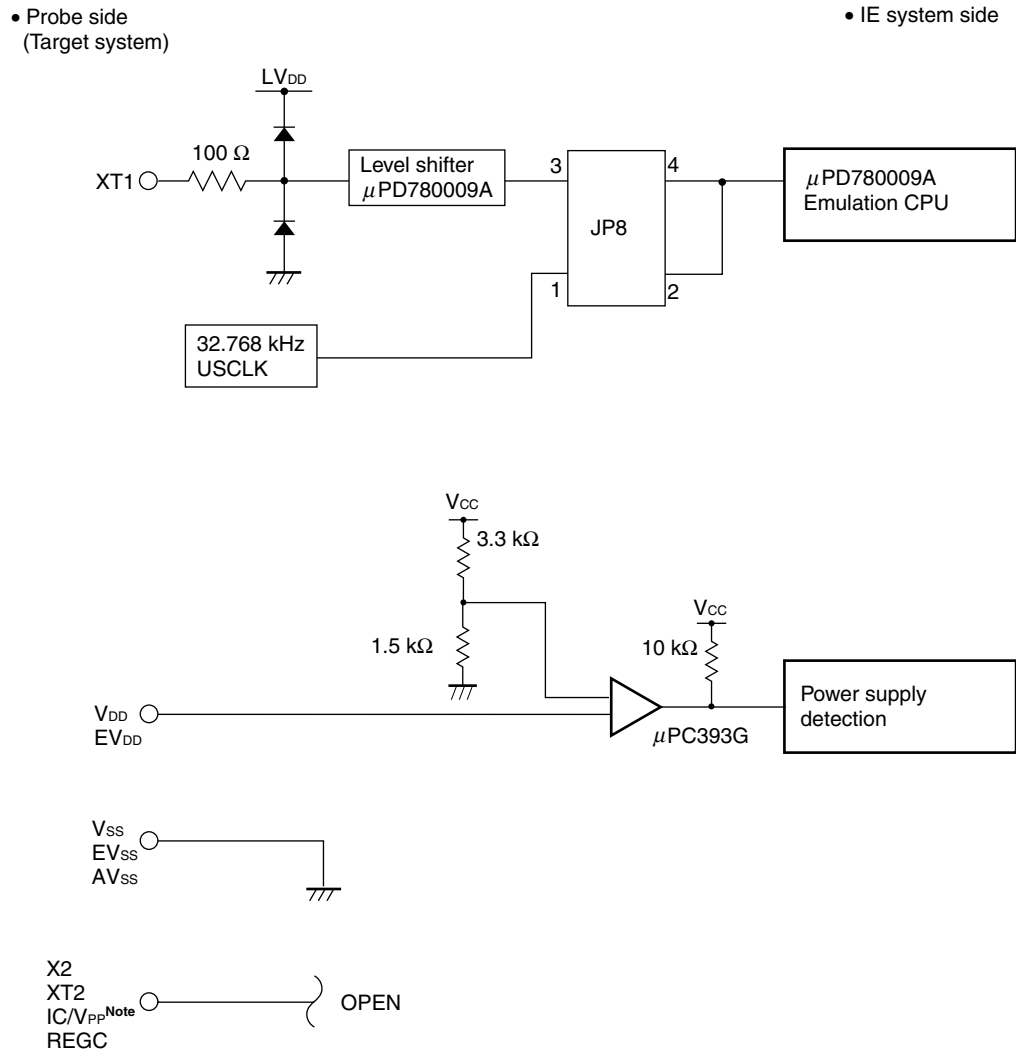 • Probe side
(Target system)
• IE system side
LVDD
100 Ω
XT1
Level shifter
μPD780009A
3
4
JP8
1
2
μPD780009A
Emulation CPU
32.768 kHz
USCLK
VCC
3.3 kΩ
1.5 kΩ
VCC
10 kΩ
VDD
EVDD
μPC393G
Power supply
detection
VSS
EVSS
AVSS
X2
XT2
IC/VPPNote
REGC
OPEN